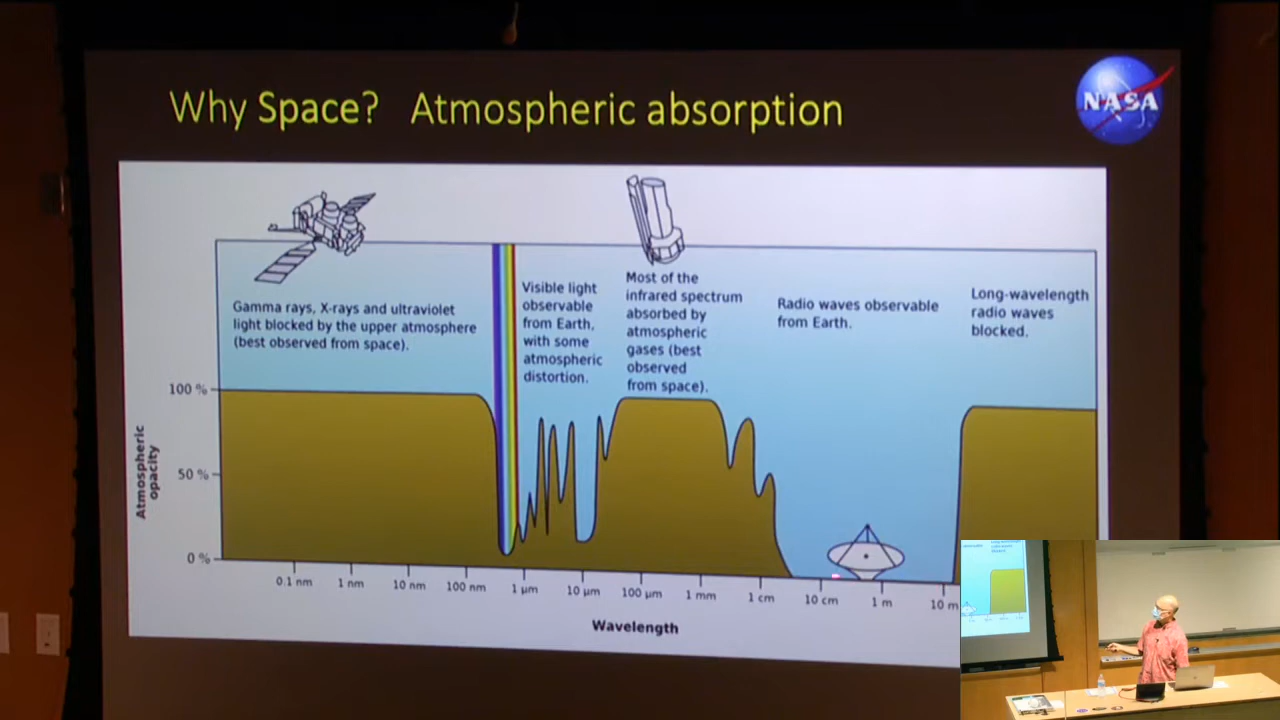 Why Space? Atmospheric absorption
NASA
Gamma rays, X-rays and ultraviolet
light blocked by the upper atmosphere
(best observed from space).
Visible light
observable
from Earth,
with some
atmospheric
distortion.
Most of the
infrared spectrum
absorbed by
atmospheric
gases (best
observed
from space).
Radio waves observable
from Earth.
Long-wavelength
radio waves
blocked.
Atmospheric
opacity
100 %
50 %
0 %
0.1 nm
1 nm
10 nm
100 nm
1 μm
10 μm
100 μm
1 mm
1 cm
10 cm
1 m
10 m
Wavelength